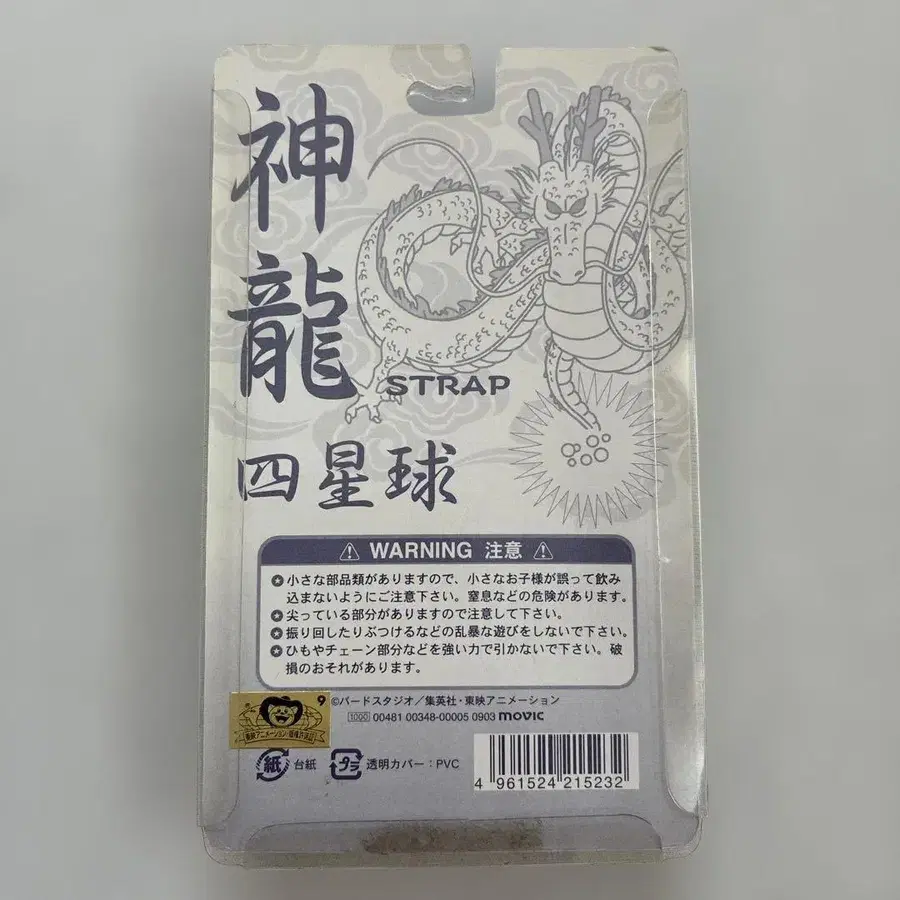 神龍
STRAP
四星球
WARNING 注意
小さな部品類がありますので、小さなお子様が誤って飲み
込まないようにご注意下さい。窒息などの危険があります。
尖っている部分がありますので注意して下さい。
振り回したりぶつけるなどの乱暴な遊びをしないで下さい。
ひもやチェーン部分などを強い力で引かないで下さい。破
損のおそれがあります。
9
©バードスタジオ／集英社・東映アニメーション
1000 00481 00348-00005 0903 movic
紙 台紙 プラ 透明カバー：PVC
4 961524 215232